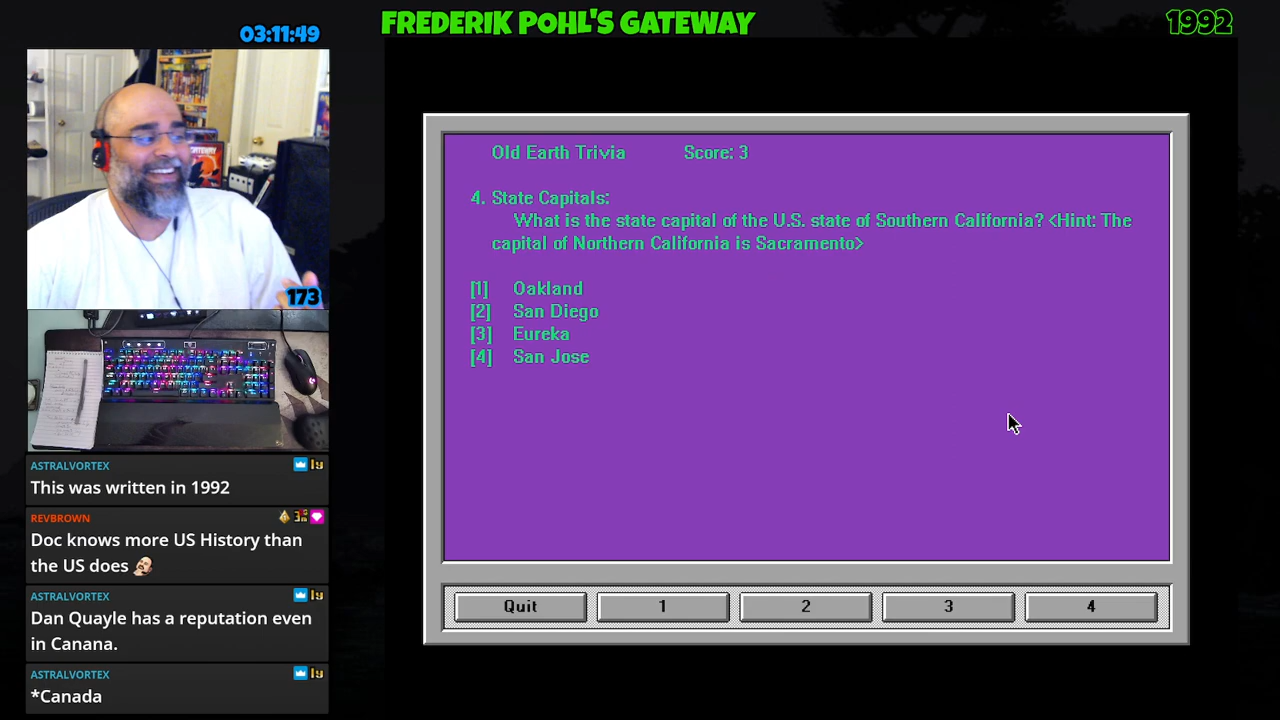 FREDERIK POHL'S GATEWAY
1992
03:11:49
173
Old Earth Trivia Score: 3
4. State Capitals:
What is the state capital of the U.S. state of Southern California? <Hint: The
capital of Northern California is Sacramento>
[1] Oakland
[2] San Diego
[3] Eureka
[4] San Jose
Quit 1 2 3 4
ASTRALVORTEX 1y
This was written in 1992
REVBROWN
Doc knows more US History than
the US does
ASTRALVORTEX 1y
Dan Quayle has a reputation even
in Canana.
ASTRALVORTEX 1y
*Canada